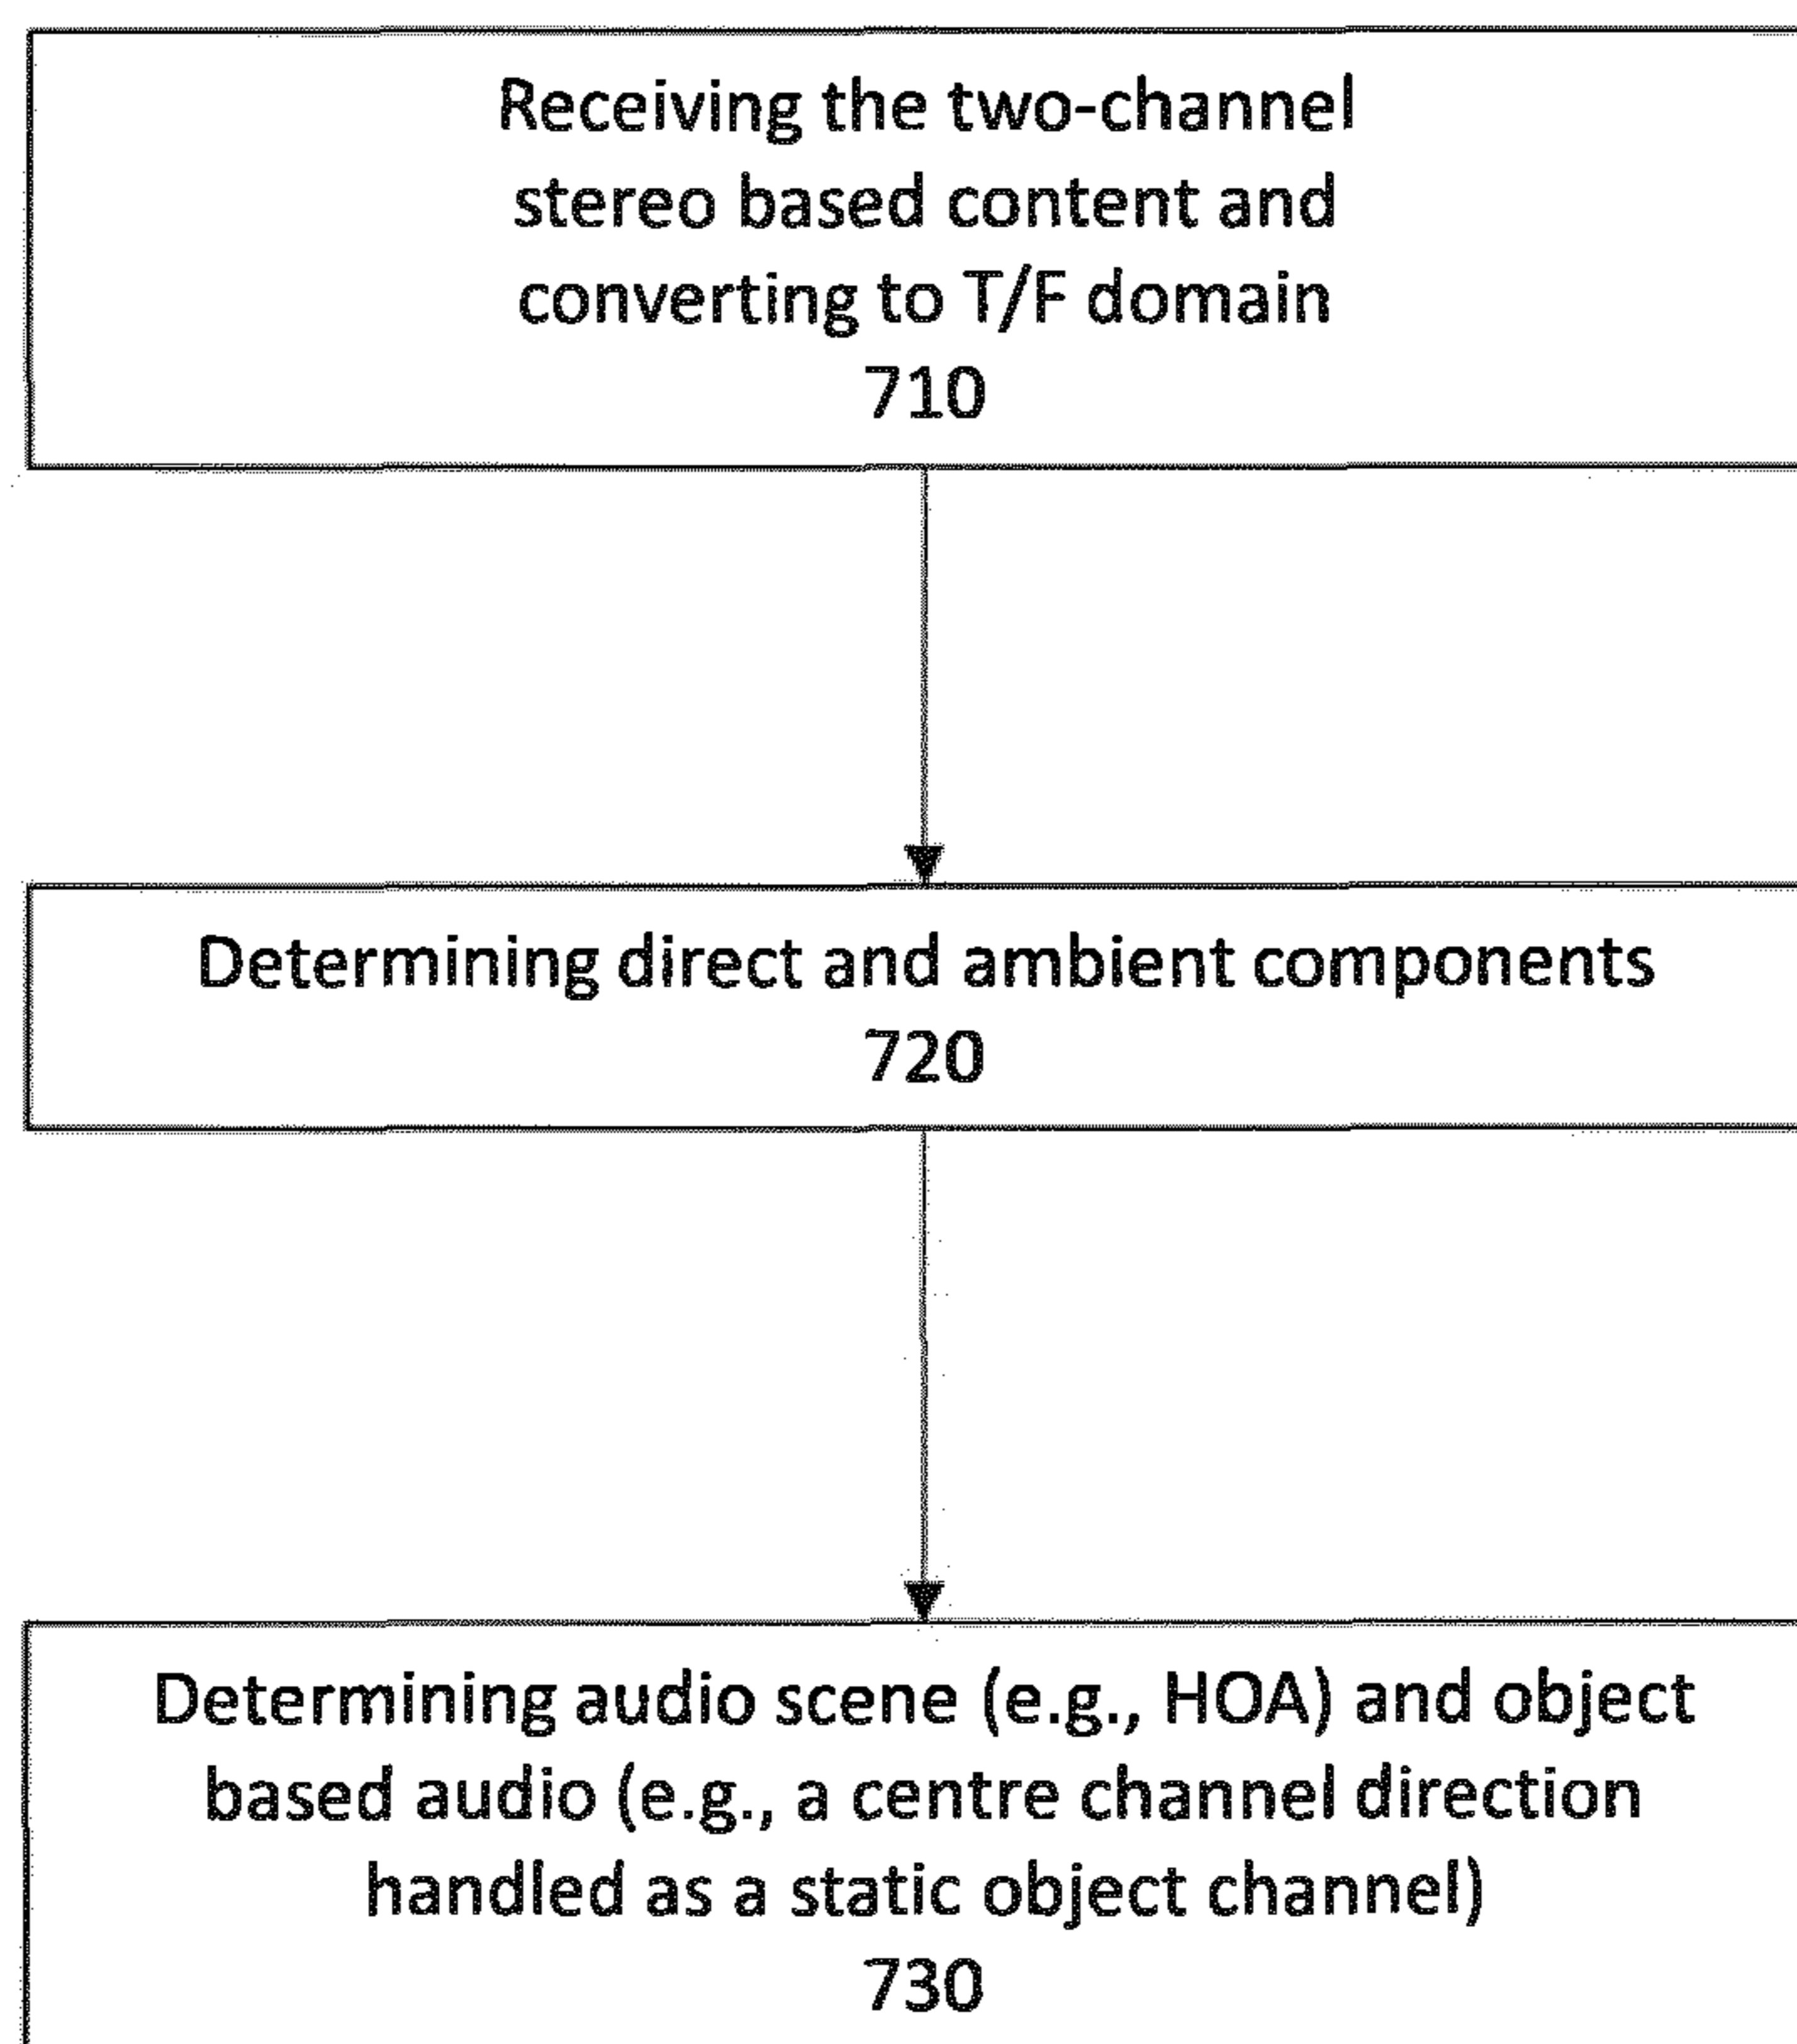 Receiving the two-channel
stereo based content and
converting to T/F domain
710
Determining direct and ambient components
720
Determining audio scene (e.g., HOA) and object
based audio (e.g., a centre channel direction
handled as a static object channel)
730